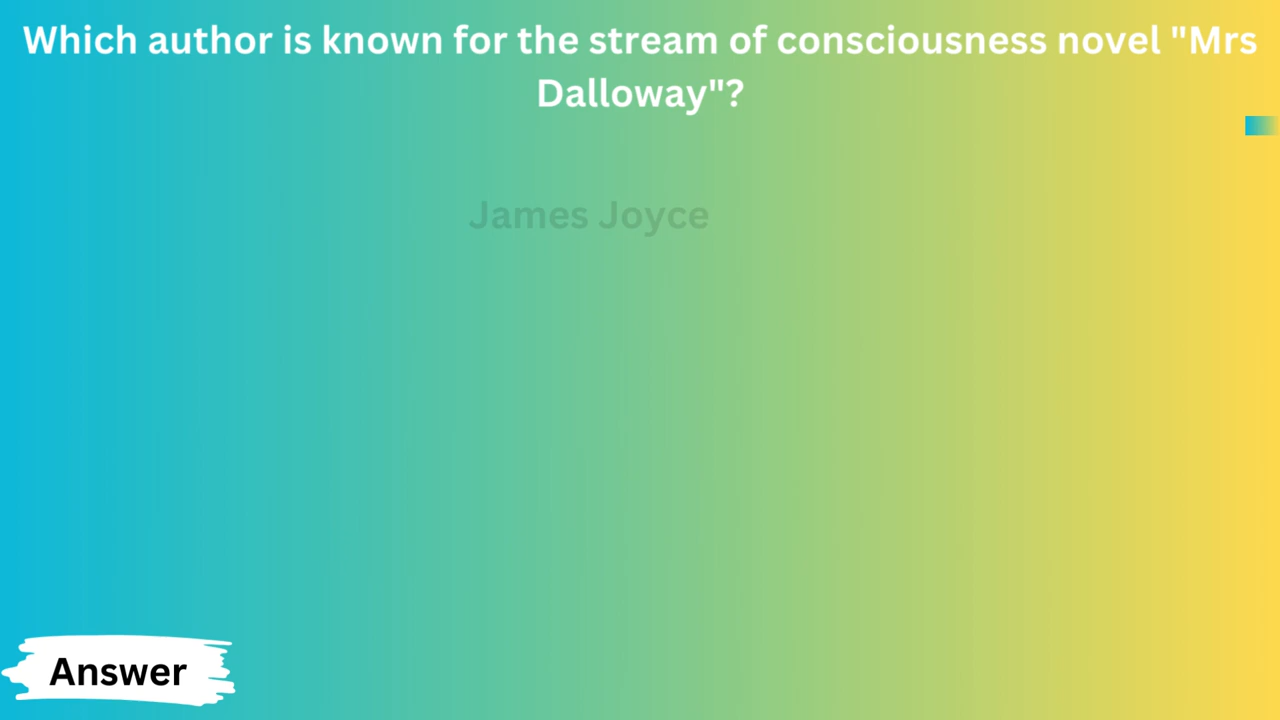 Which author is known for the stream of consciousness novel "Mrs
Dalloway"?
James Joyce
Answer